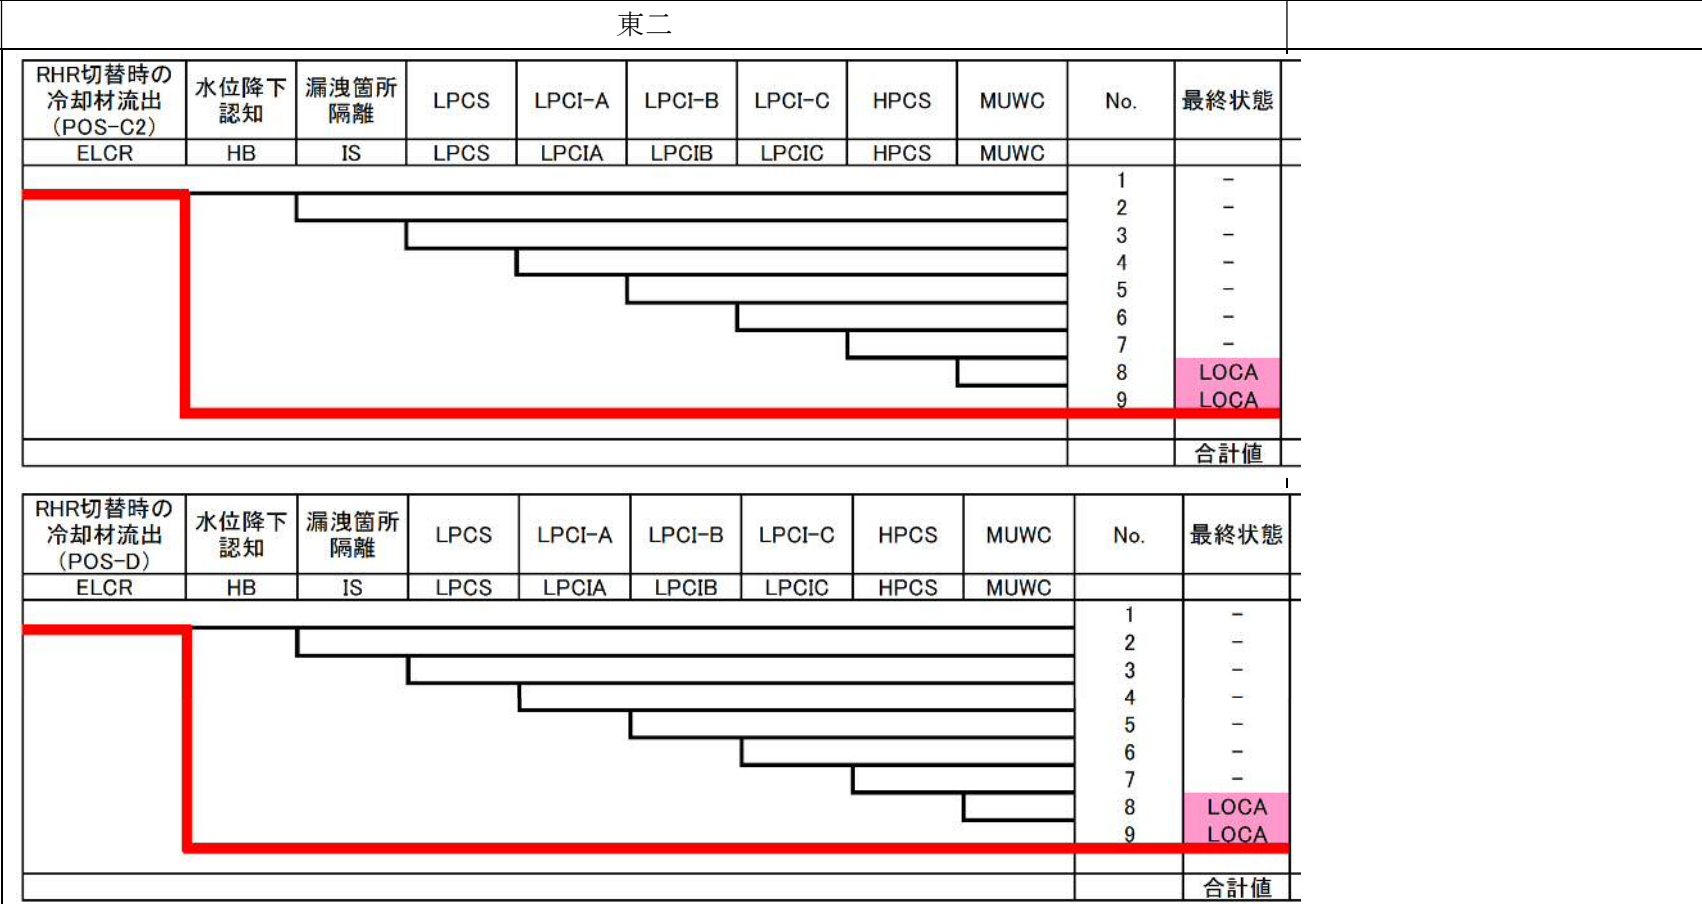 東二
RHR切替時の
冷却材流出
(POS-C2)
水位降下
認知
漏洩箇所
隔離
LPCS
LPCI-A
LPCI-B
LPCI-C
HPCS
MUWC
No.
最終状態
ELCR HB IS LPCS LPCIA LPCIB LPCIC HPCS MUWC
1 -
2 -
3 -
4 -
5 -
6 -
7 -
8 LOCA
9 LOCA
合計値
RHR切替時の
冷却材流出
(POS-D)
水位降下
認知
漏洩箇所
隔離
LPCS
LPCI-A
LPCI-B
LPCI-C
HPCS
MUWC
No.
最終状態
ELCR HB IS LPCS LPCIA LPCIB LPCIC HPCS MUWC
1 -
2 -
3 -
4 -
5 -
6 -
7 -
8 LOCA
9 LOCA
合計値